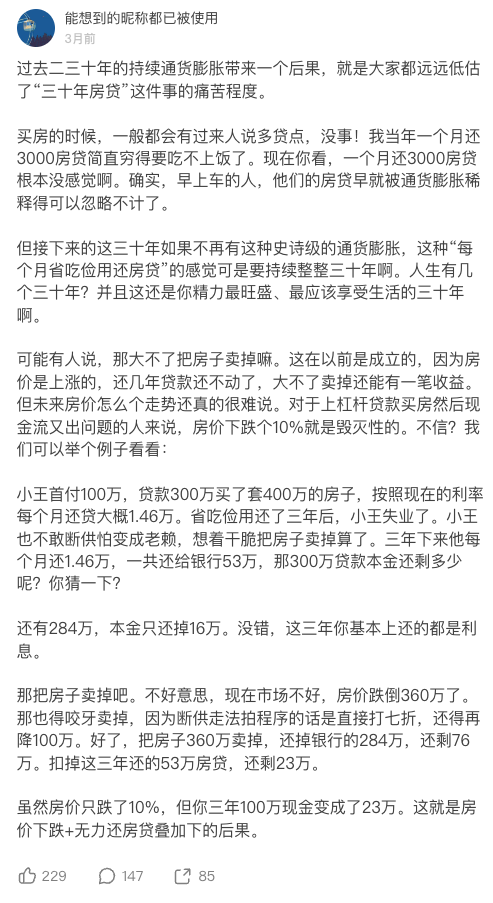 能想到的昵称都已被使用
3月前
过去二三十年的持续通货膨胀带来一个后果，就是大家都远远低估
了“三十年房贷”这件事的痛苦程度。
买房的时候，一般都会有过来人说多贷点，没事！我当年一个月还
3000房贷简直穷得要吃不上饭了。现在你看，一个月还3000房贷
根本没感觉啊。确实，早上车的人，他们的房贷早就被通货膨胀稀
释得可以忽略不计了。
但接下来的这三十年如果不再有这种史诗级的通货膨胀，这种“每
个月省吃俭用还房贷”的感觉可是要持续整整三十年啊。人生有几
个三十年？并且这还是你精力最旺盛、最应该享受生活的三十年
啊。
可能有人说，那大不了把房子卖掉嘛。这在以前是成立的，因为房
价是上涨的，还几年贷款还不动了，大不了卖掉还能有一笔收益。
但未来房价怎么个走势还真的很难说。对于上杠杆贷款买房然后现
金流又出问题的人来说，房价下跌个10%就是毁灭性的。不信？我
们可以举个例子看看：
小王首付100万，贷款300万买了套400万的房子，按照现在的利率
每个月还贷大概1.46万。省吃俭用还了三年后，小王失业了。小王
也不敢断供怕变成老赖，想着干脆把房子卖掉算了。三年下来他每
个月还1.46万，一共还给银行53万，那300万贷款本金还剩多少
呢？你猜一下？
还有284万，本金只还掉16万。没错，这三年你基本上还的都是利
息。
那把房子卖掉吧。不好意思，现在市场不好，房价跌倒360万了。
那也得咬牙卖掉，因为断供走法拍程序的话是直接打七折，还得再
降100万。好了，把房子360万卖掉，还掉银行的284万，还剩76
万。扣掉这三年还的53万房贷，还剩23万。
虽然房价只跌了10%，但你三年100万现金变成了23万。这就是房
价下跌+无力还房贷叠加下的后果。
229 147 85